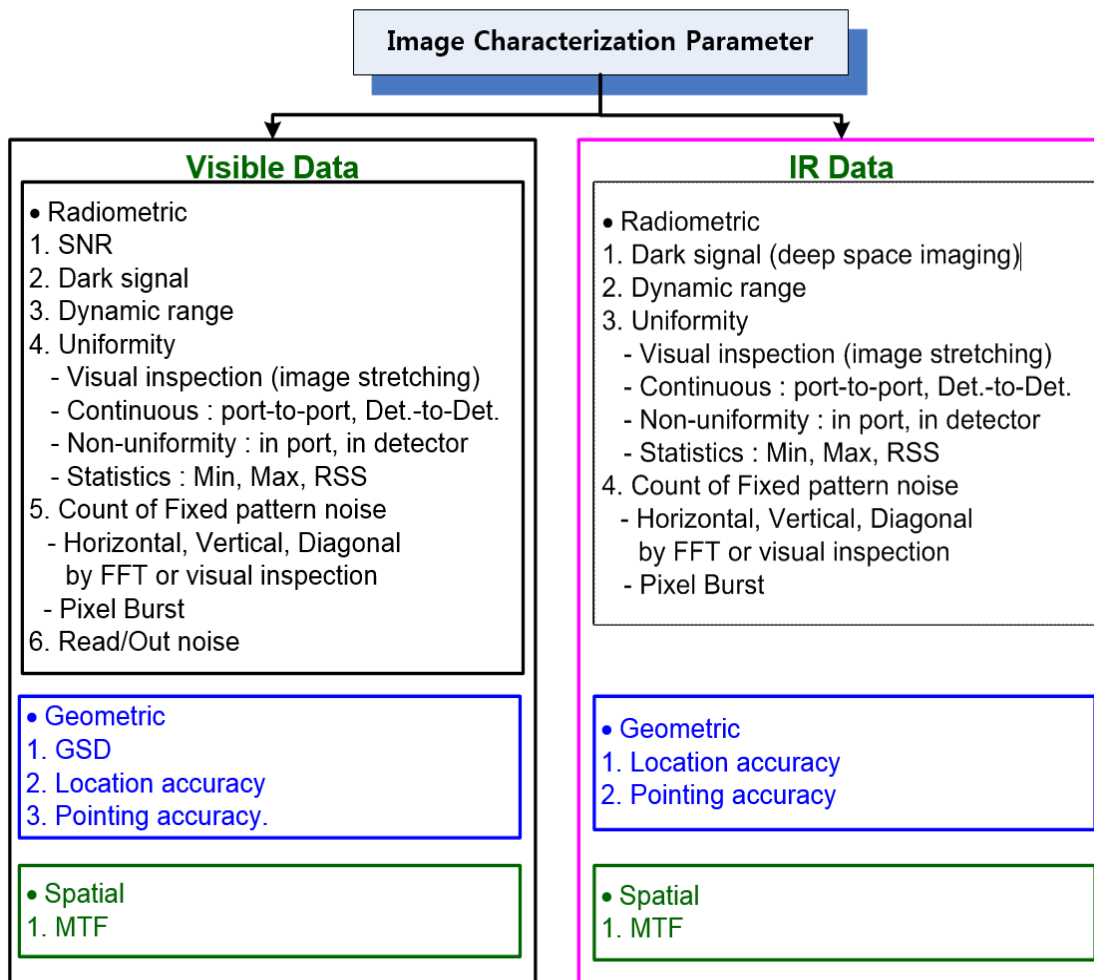 Image Characterization Parameter
Visible Data
• Radiometric
1. SNR
2. Dark signal
3. Dynamic range
4. Uniformity
- Visual inspection (image stretching)
- Continuous : port-to-port, Det.-to-Det.
- Non-uniformity : in port, in detector
- Statistics : Min, Max, RSS
5. Count of Fixed pattern noise
- Horizontal, Vertical, Diagonal
by FFT or visual inspection
- Pixel Burst
6. Read/Out noise
• Geometric
1. GSD
2. Location accuracy
3. Pointing accuracy.
• Spatial
1. MTF
IR Data
• Radiometric
1. Dark signal (deep space imaging)
2. Dynamic range
3. Uniformity
- Visual inspection (image stretching)
- Continuous : port-to-port, Det.-to-Det.
- Non-uniformity : in port, in detector
- Statistics : Min, Max, RSS
4. Count of Fixed pattern noise
- Horizontal, Vertical, Diagonal
by FFT or visual inspection
- Pixel Burst
• Geometric
1. Location accuracy
2. Pointing accuracy
• Spatial
1. MTF